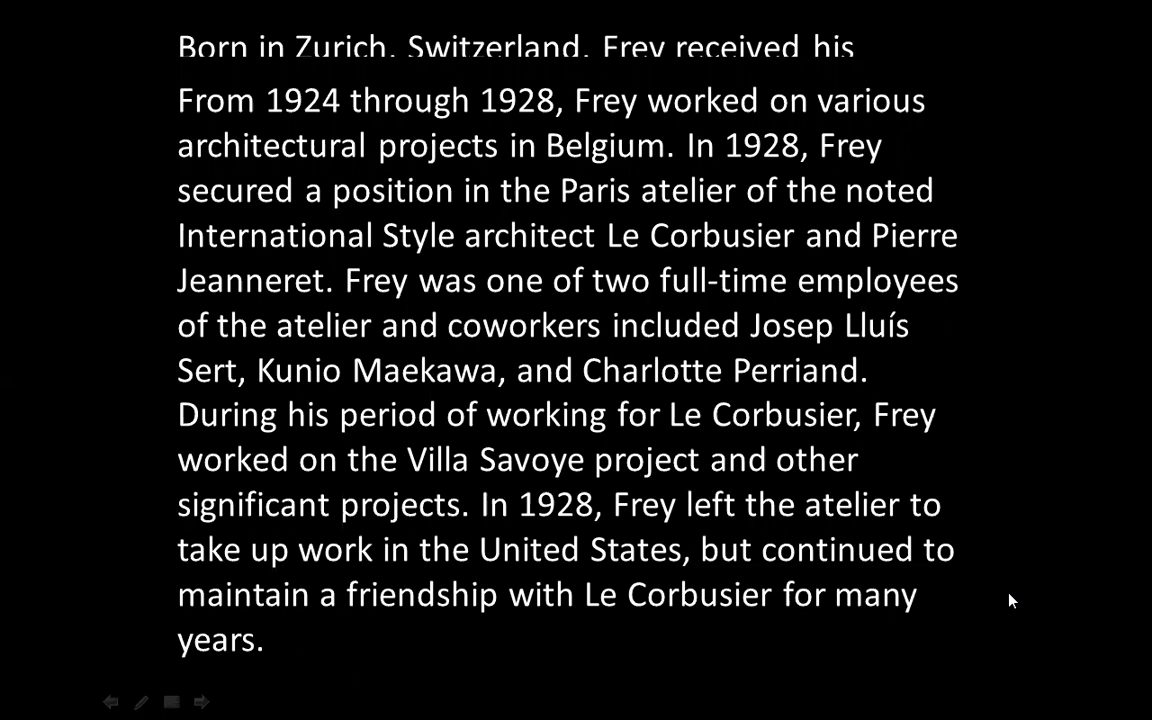 Born in Zurich, Switzerland, Frey received his
From 1924 through 1928, Frey worked on various
architectural projects in Belgium. In 1928, Frey
secured a position in the Paris atelier of the noted
International Style architect Le Corbusier and Pierre
Jeanneret. Frey was one of two full-time employees
of the atelier and coworkers included Josep Lluís
Sert, Kunio Maekawa, and Charlotte Perriand.
During his period of working for Le Corbusier, Frey
worked on the Villa Savoye project and other
significant projects. In 1928, Frey left the atelier to
take up work in the United States, but continued to
maintain a friendship with Le Corbusier for many
years.